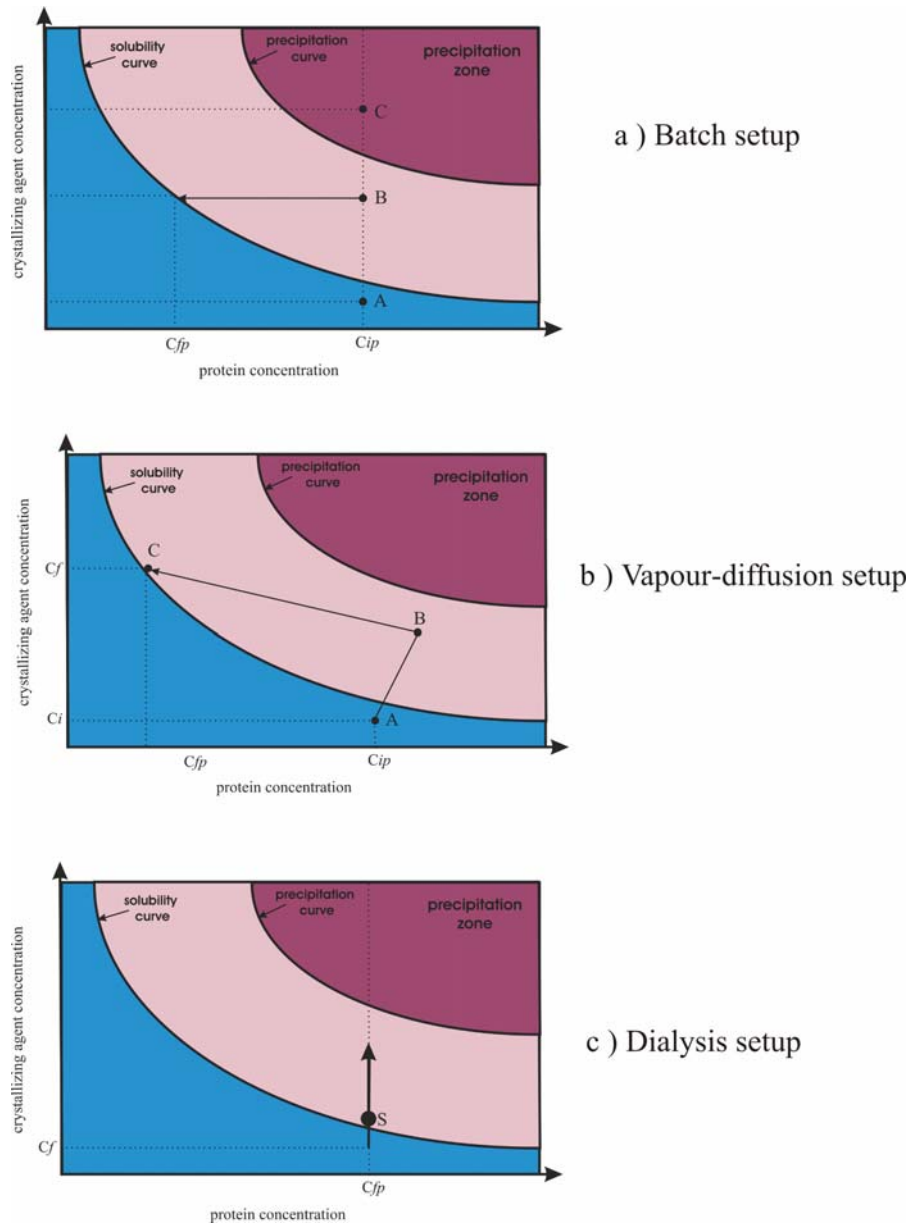 solubility
curve
precipitation
curve
precipitation
zone
C
B
A
crystallizing agent concentration
Cfp
Cip
protein concentration
a ) Batch setup
solubility
curve
precipitation
curve
precipitation
zone
Cf
C
B
Ci
A
crystallizing agent concentration
Cfp
Cip
protein concentration
b ) Vapour-diffusion setup
solubility
curve
precipitation
curve
precipitation
zone
S
Cf
crystallizing agent concentration
Cfp
protein concentration
c ) Dialysis setup